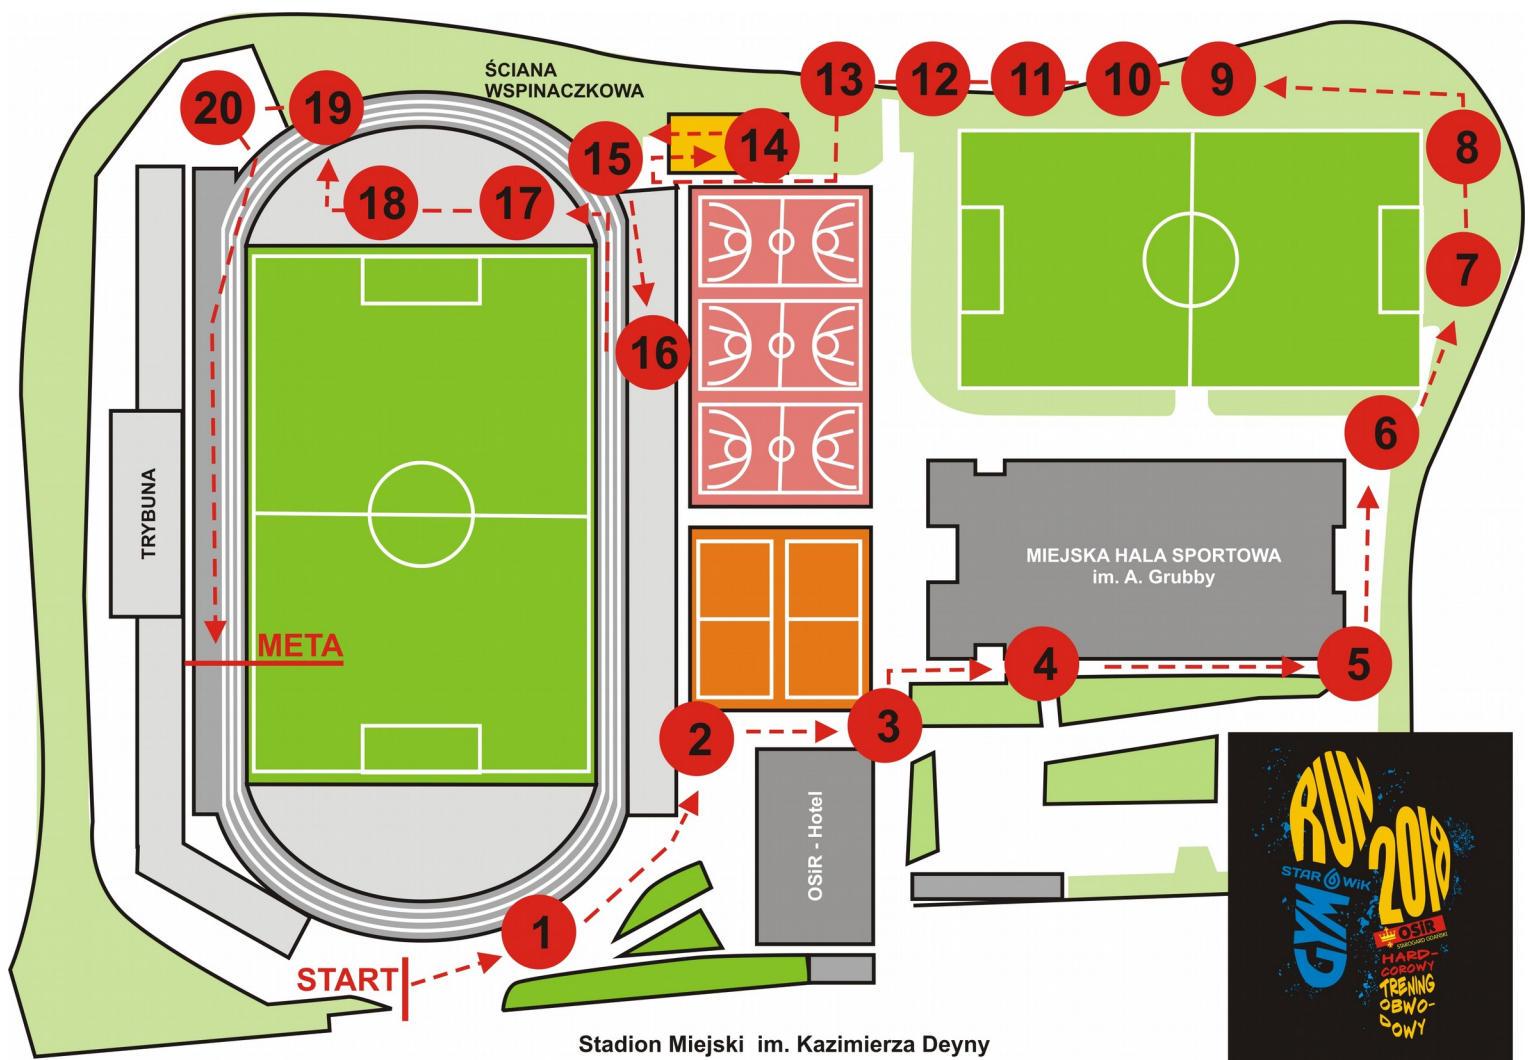 ŚCIANA
WSPINACZKOWA
20
19
13
12
11
10
9
15
14
8
18
17
7
16
6
TRYBUNA
MIEJSKA HALA SPORTOWA
im. A. Grubby
META
4
5
2
3
OSiR - Hotel
1
START
RUN
2018
STAR WiK
GYM
OSiR
STAROGARD GDAŃSKI
HARD-
COROWY
TRENING
OBWO-
DOWY
Stadion Miejski im. Kazimierza Deyny